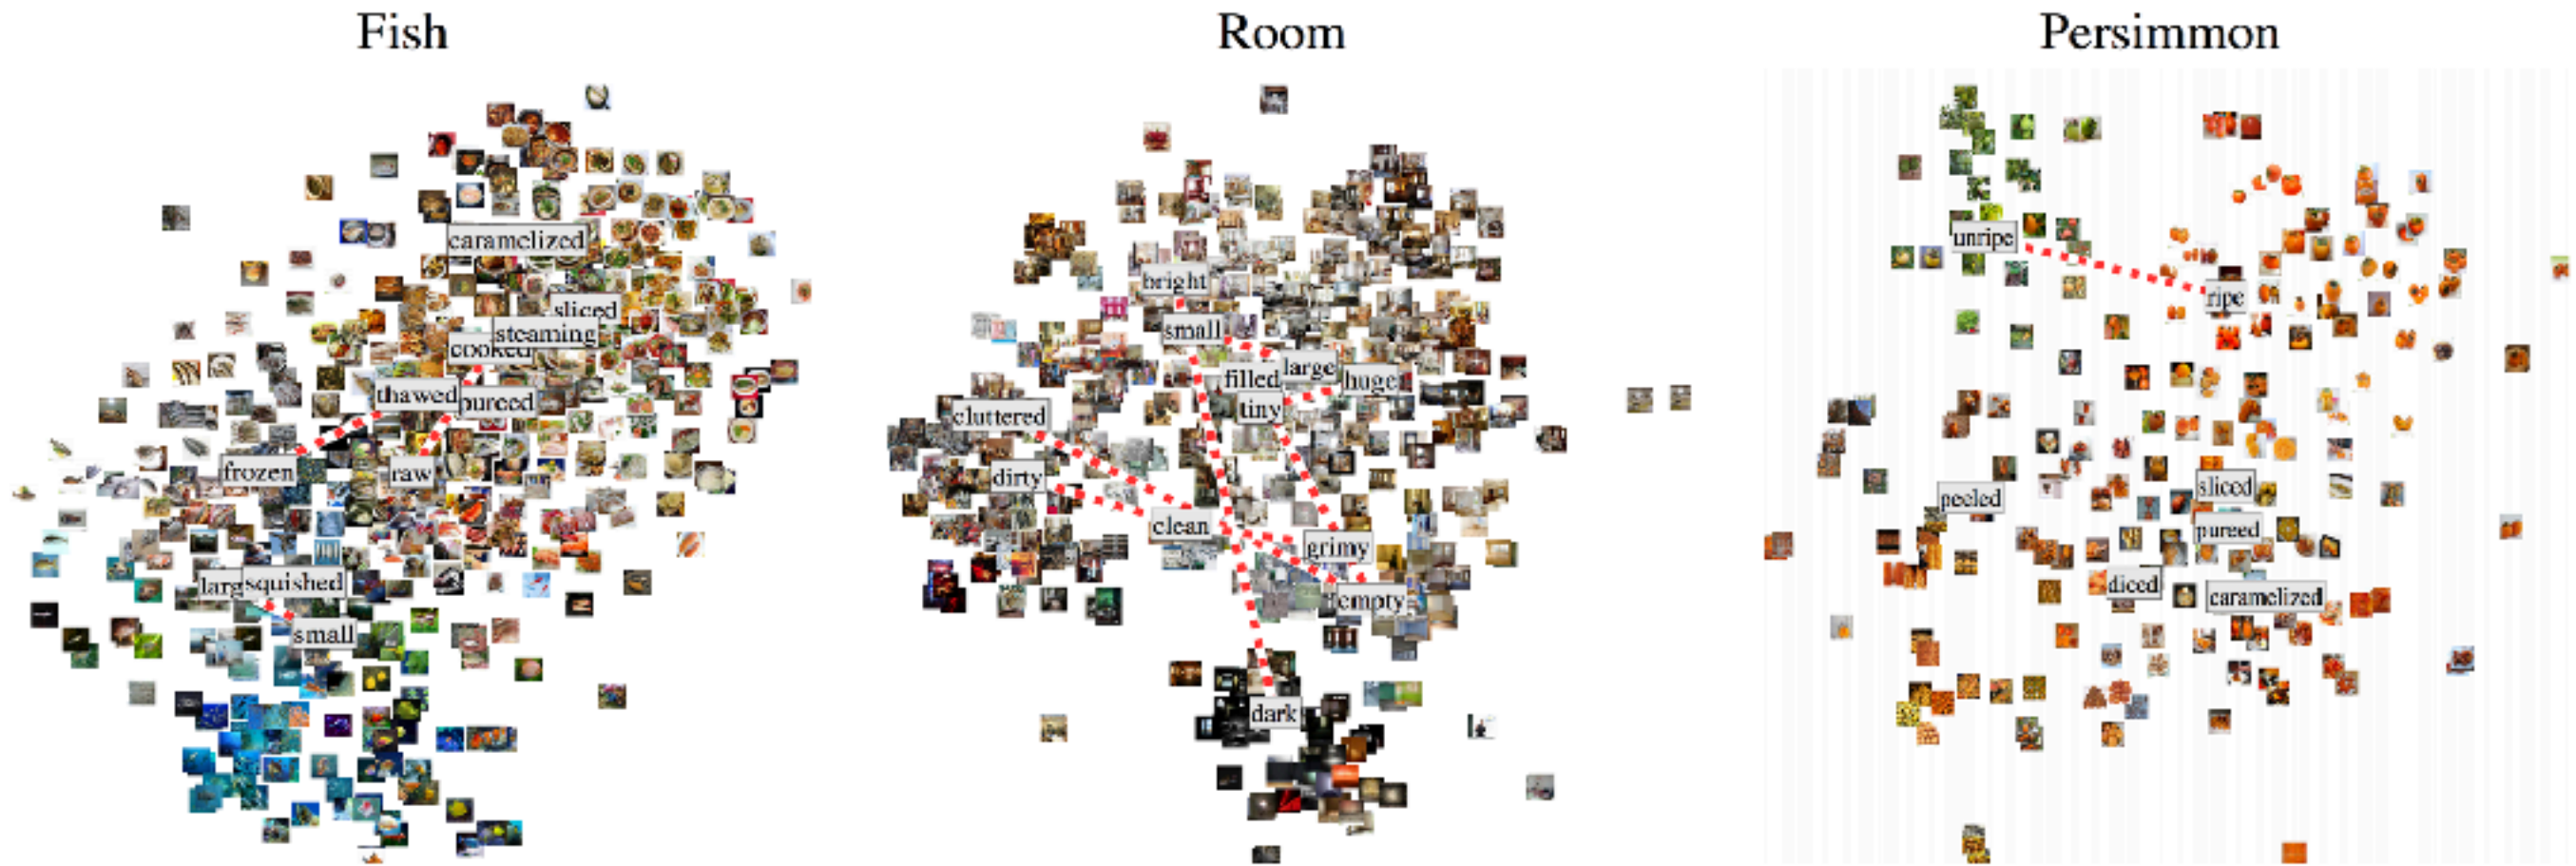 Fish
caramelized
sliced
steaming
cooked
thawed
pureed
frozen
raw
larg
squished
small
Room
bright
small
large
filled
huge
tiny
cluttered
dirty
clean
grimy
empty
dark
Persimmon
unripe
ripe
peeled
sliced
pureed
diced
caramelized